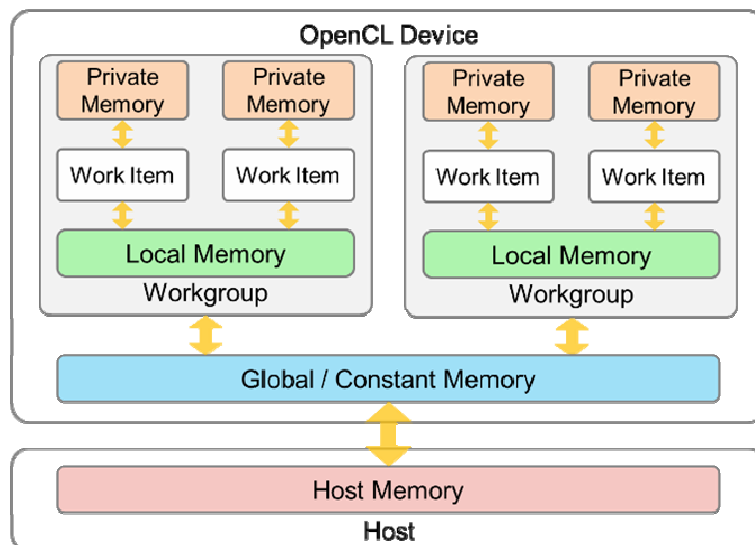 OpenCL Device
Private Memory
Private Memory
Private Memory
Private Memory
Work Item
Work Item
Work Item
Work Item
Local Memory
Local Memory
Workgroup
Workgroup
Global / Constant Memory
Host Memory
Host